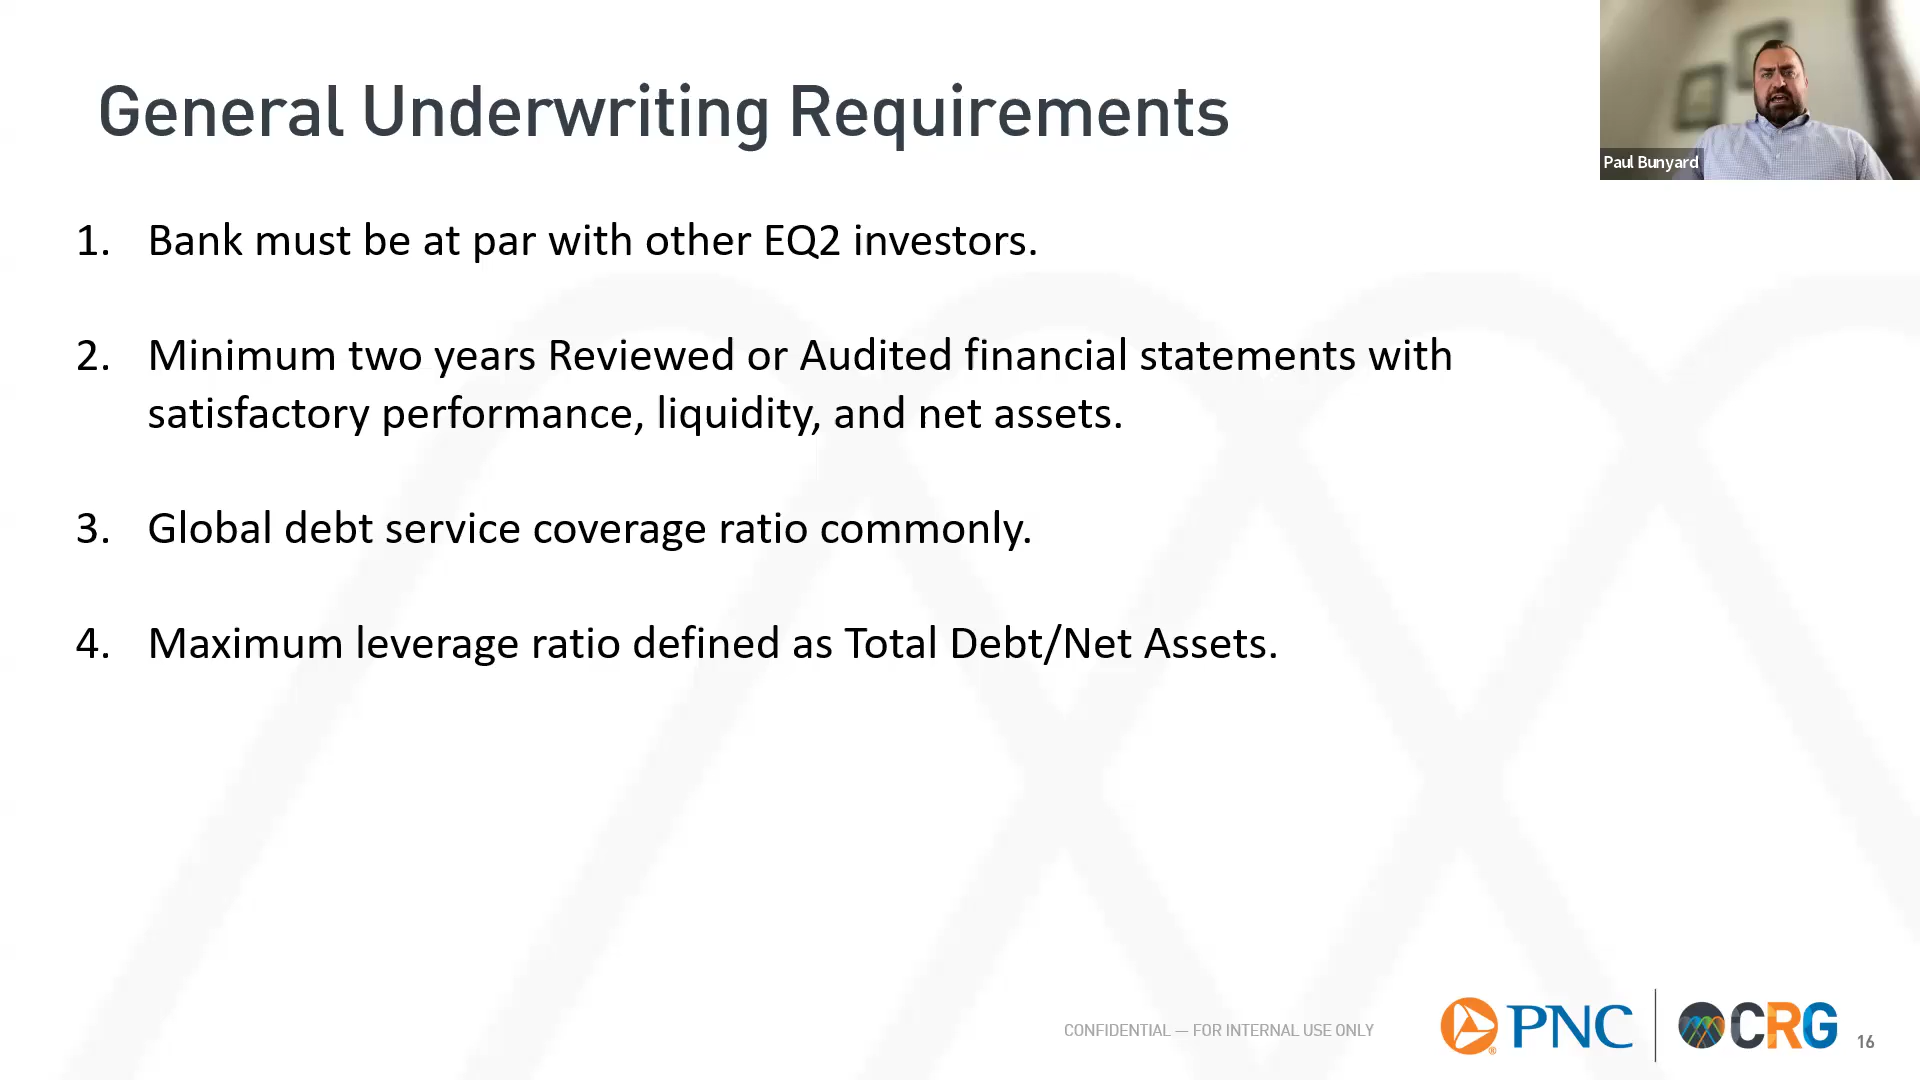 General Underwriting Requirements
Paul Bunyard
1. Bank must be at par with other EQ2 investors.
2. Minimum two years Reviewed or Audited financial statements with
satisfactory performance, liquidity, and net assets.
3. Global debt service coverage ratio commonly.
4. Maximum leverage ratio defined as Total Debt/Net Assets.
CONFIDENTIAL — FOR INTERNAL USE ONLY
PNC
CRG
16